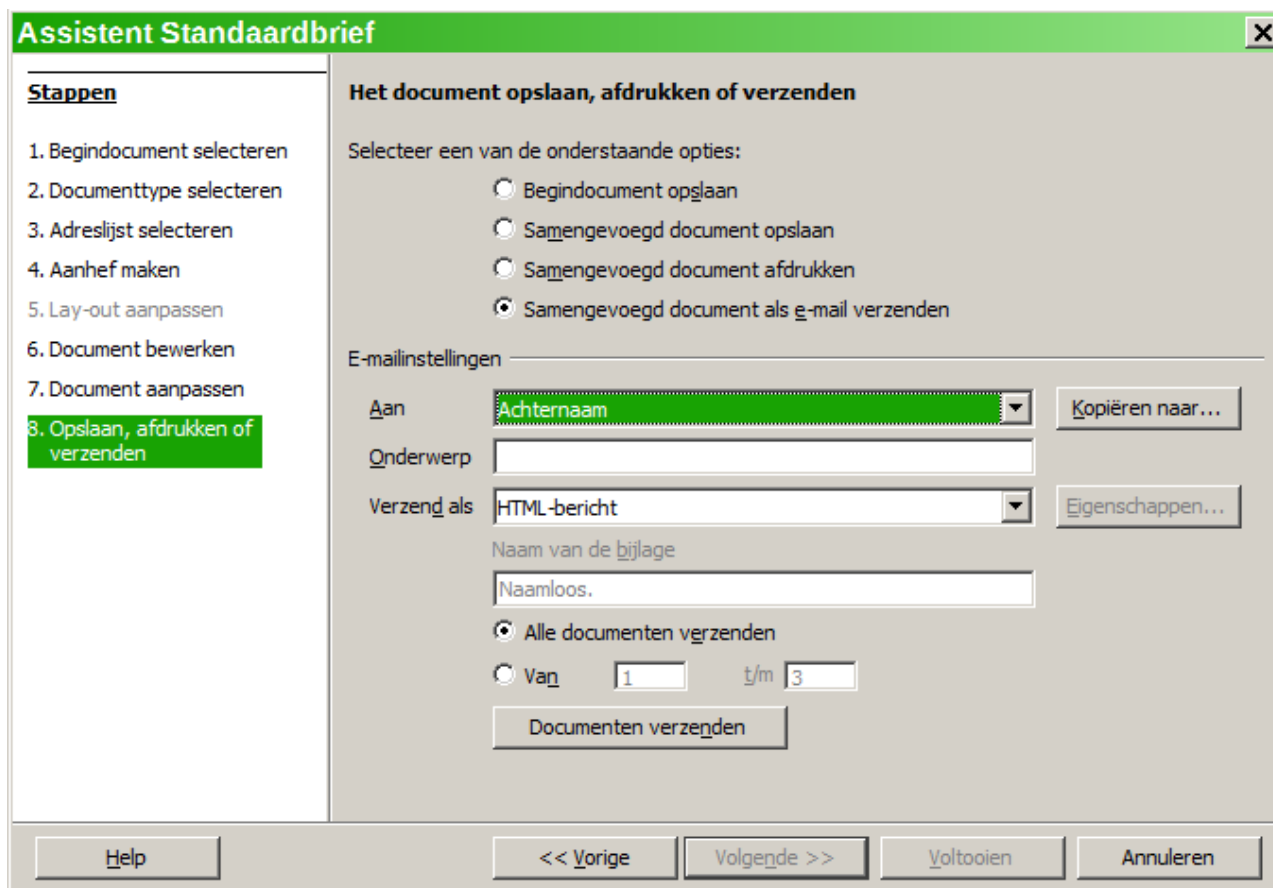 Assistent Standaardbrief
Stappen
1. Begindocument selecteren
2. Documenttype selecteren
3. Adreslijst selecteren
4. Aanhef maken
5. Lay-out aanpassen
6. Document bewerken
7. Document aanpassen
8. Opslaan, afdrukken of
verzenden
Het document opslaan, afdrukken of verzenden
Selecteer een van de onderstaande opties:
Begindocument opslaan
Samengevoegd document opslaan
Samengevoegd document afdrukken
Samengevoegd document als e-mail verzenden
E-mailinstellingen
Aan Achternaam Kopiëren naar...
Onderwerp
Verzend als HTML-bericht Eigenschappen...
Naam van de bijlage
Naamloos.
Alle documenten verzenden
Van 1 t/m 3
Documenten verzenden
Help << Vorige Volgende >> Voltooien Annuleren